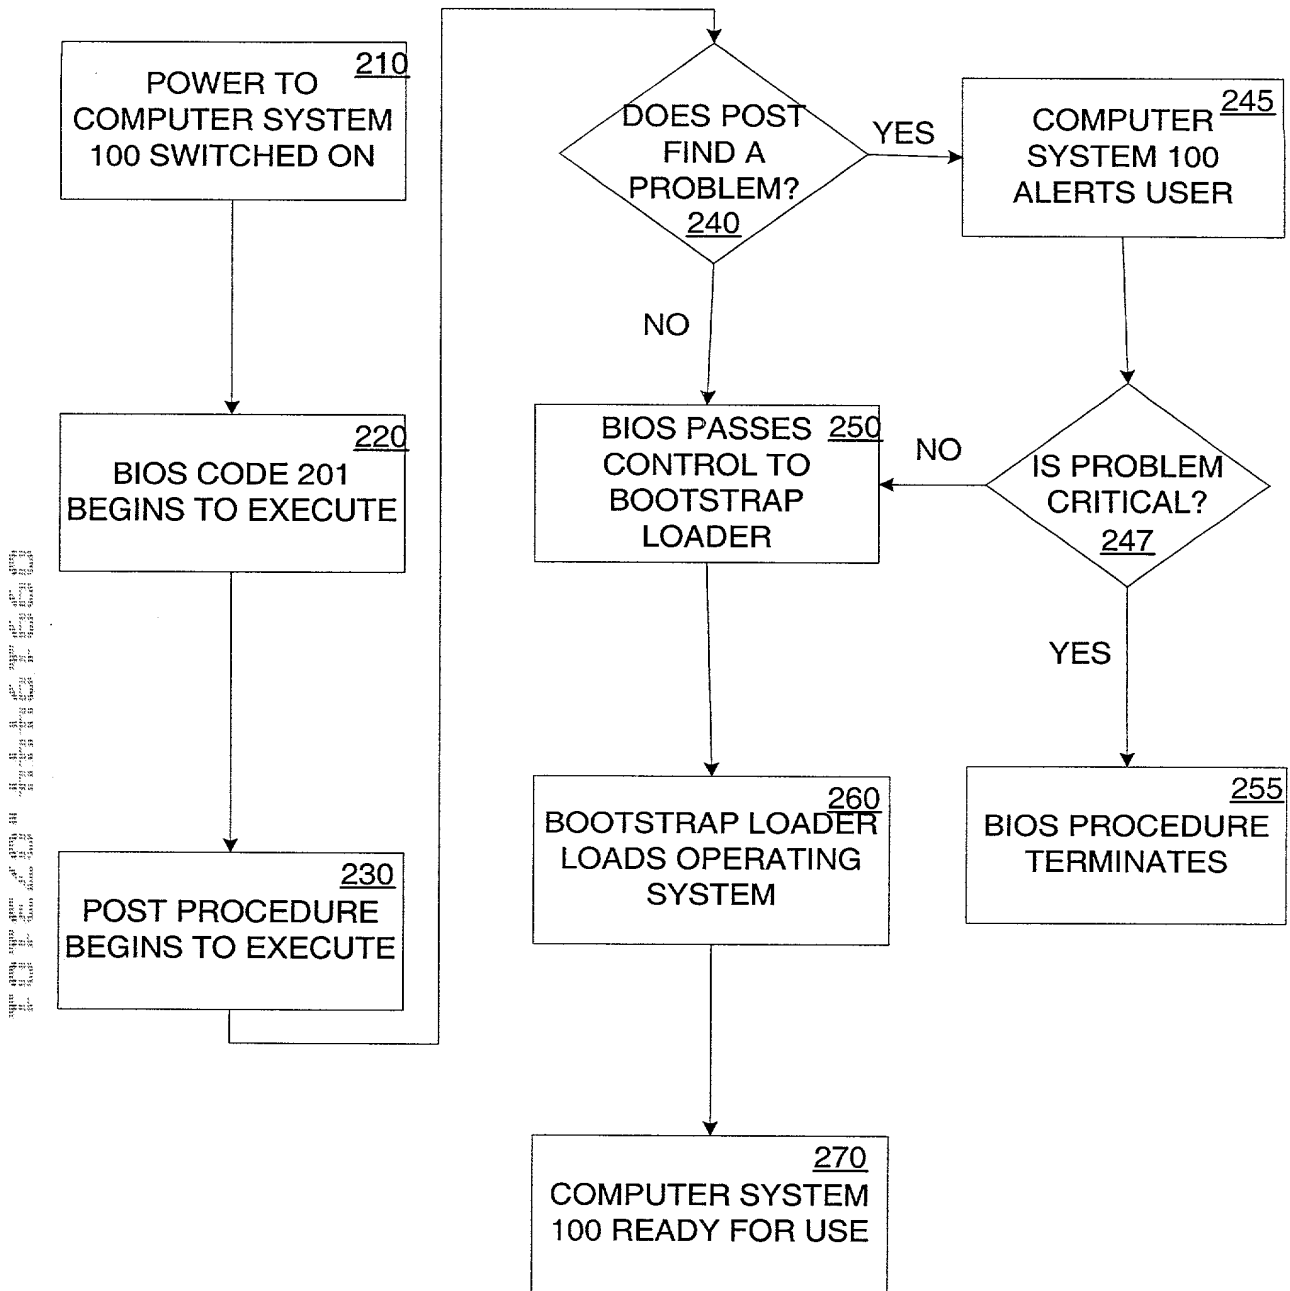 210
POWER TO
COMPUTER SYSTEM
100 SWITCHED ON
220
BIOS CODE 201
BEGINS TO EXECUTE
230
POST PROCEDURE
BEGINS TO EXECUTE
DOES POST
FIND A
PROBLEM?
240
YES
NO
245
COMPUTER
SYSTEM 100
ALERTS USER
IS PROBLEM
CRITICAL?
247
NO
YES
250
BIOS PASSES
CONTROL TO
BOOTSTRAP
LOADER
255
BIOS PROCEDURE
TERMINATES
260
BOOTSTRAP LOADER
LOADS OPERATING
SYSTEM
270
COMPUTER SYSTEM
100 READY FOR USE